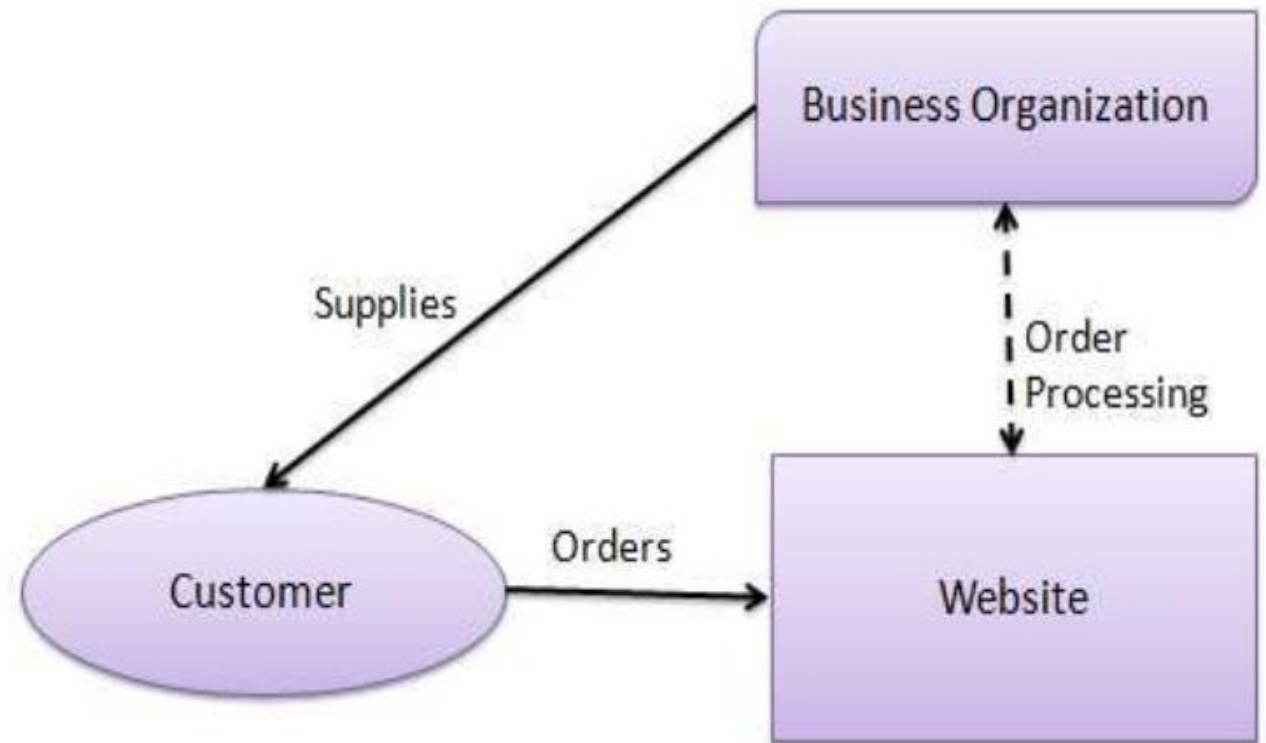 Business Organization
Supplies
Order
Processing
Orders
Customer
Website